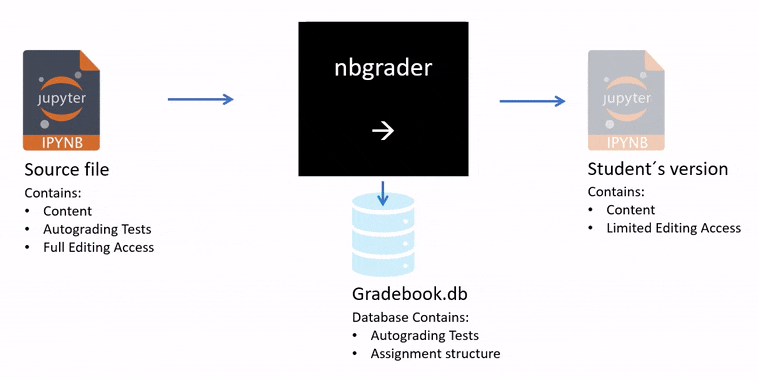 nbgrader
→
jupyter
IPYNB
Source file
Contains:
• Content
• Autograding Tests
• Full Editing Access
Gradebook.db
Database Contains:
• Autograding Tests
• Assignment structure
jupyter
IPYNB
Student´s version
Contains:
• Content
• Limited Editing Access